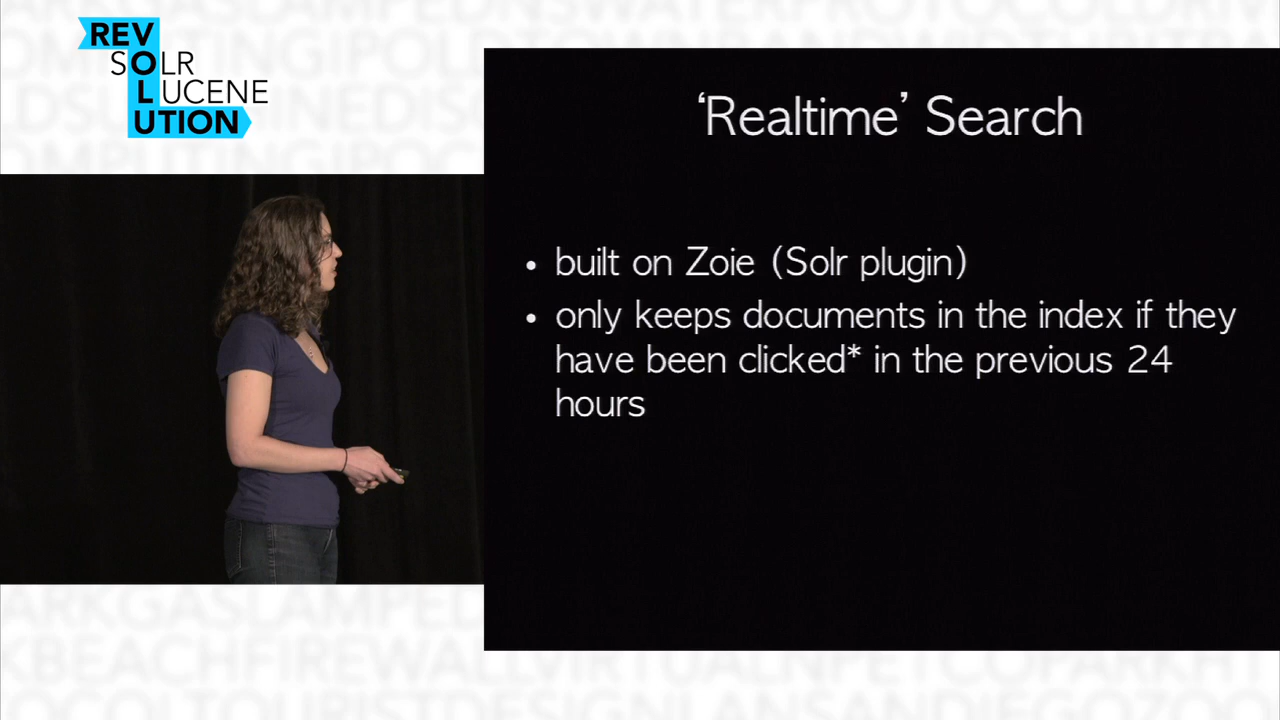 REV
SOLR
LUCENE
UTION
‘Realtime’ Search
• built on Zoie (Solr plugin)
• only keeps documents in the index if they
have been clicked* in the previous 24
hours